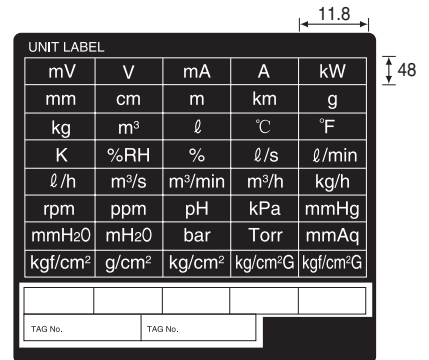 11.8
UNIT LABEL
mV V mA A kW
48
mm cm m km g
kg m³ ℓ ℃ ℉
K %RH % ℓ/s ℓ/min
ℓ/h m³/s m³/min m³/h kg/h
rpm ppm pH kPa mmHg
mmH₂O mH₂O bar Torr mmAq
kgf/cm² g/cm² kg/cm² kg/cm²G kgf/cm²G
TAG No. TAG No.